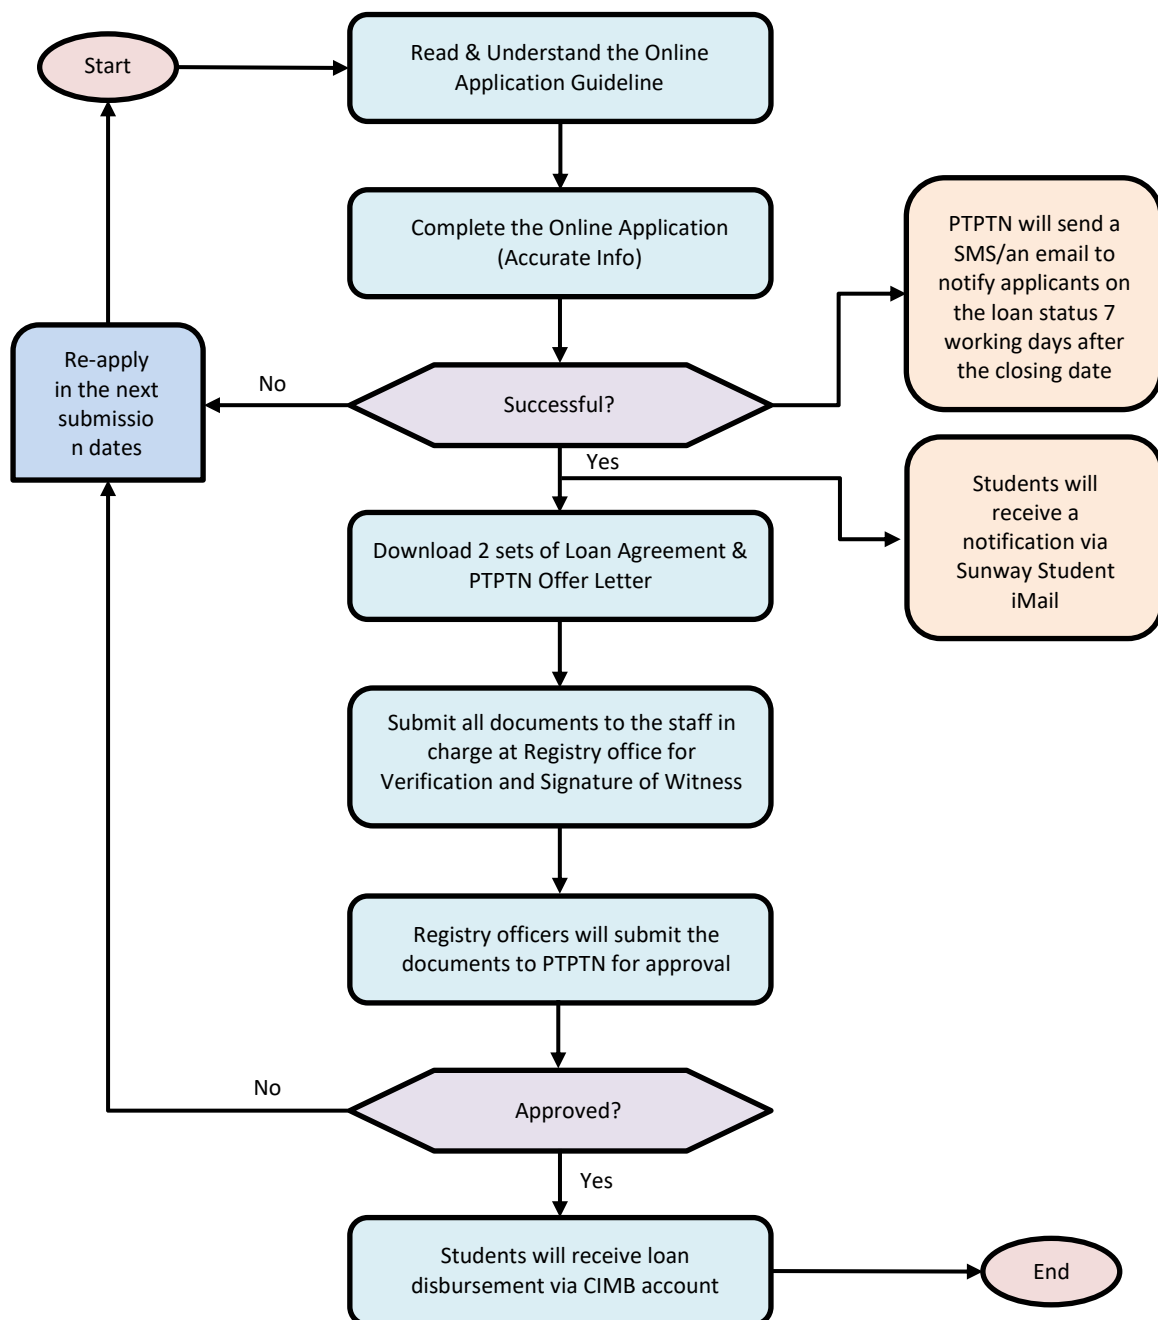 Start
Read & Understand the Online
Application Guideline
Complete the Online Application
(Accurate Info)
PTPTN will send a
SMS/an email to
notify applicants on
the loan status 7
working days after
the closing date
Re-apply
in the next
submissio
n dates
No
Successful?
Yes
Students will
receive a
notification via
Sunway Student
iMail
Download 2 sets of Loan Agreement &
PTPTN Offer Letter
Submit all documents to the staff in
charge at Registry office for
Verification and Signature of Witness
Registry officers will submit the
documents to PTPTN for approval
No
Approved?
Yes
Students will receive loan
disbursement via CIMB account
End